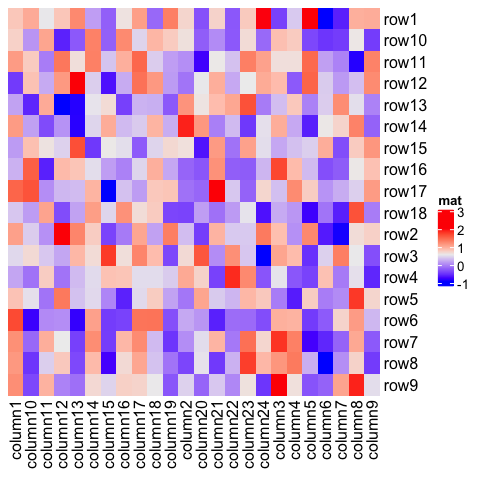 row1
row10
row11
row12
row13
row14
row15
row16
row17
row18
row2
row3
row4
row5
row6
row7
row8
row9
mat
3
2
1
0
-1
column1
column10
column11
column12
column13
column14
column15
column16
column17
column18
column19
column2
column20
column21
column22
column23
column24
column3
column4
column5
column6
column7
column8
column9